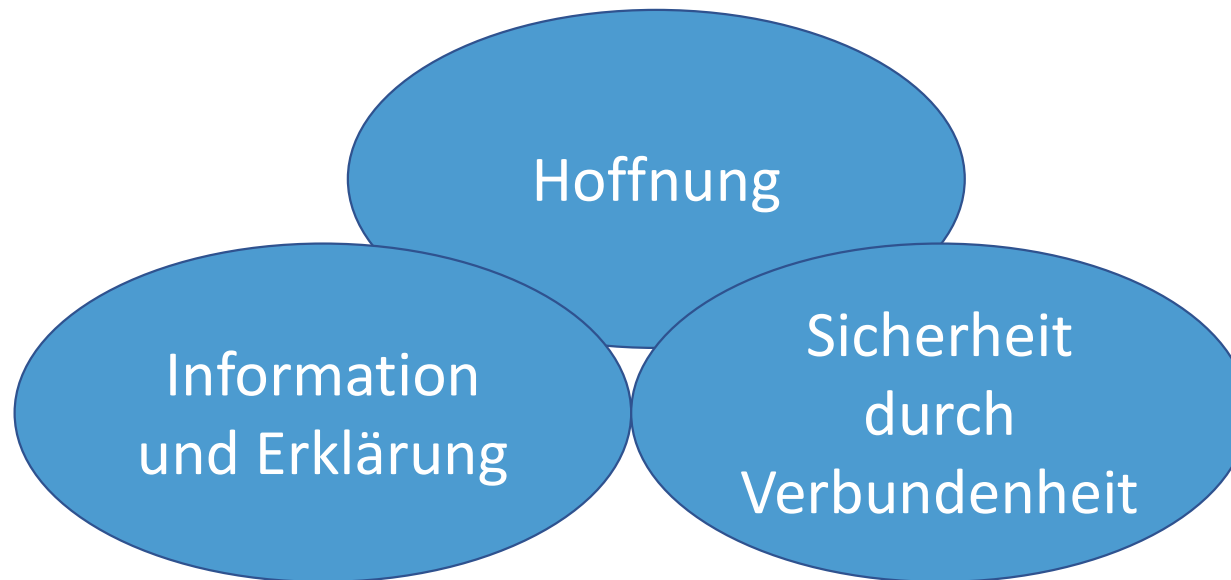 Hoffnung
Information
und Erklärung
Sicherheit
durch
Verbundenheit